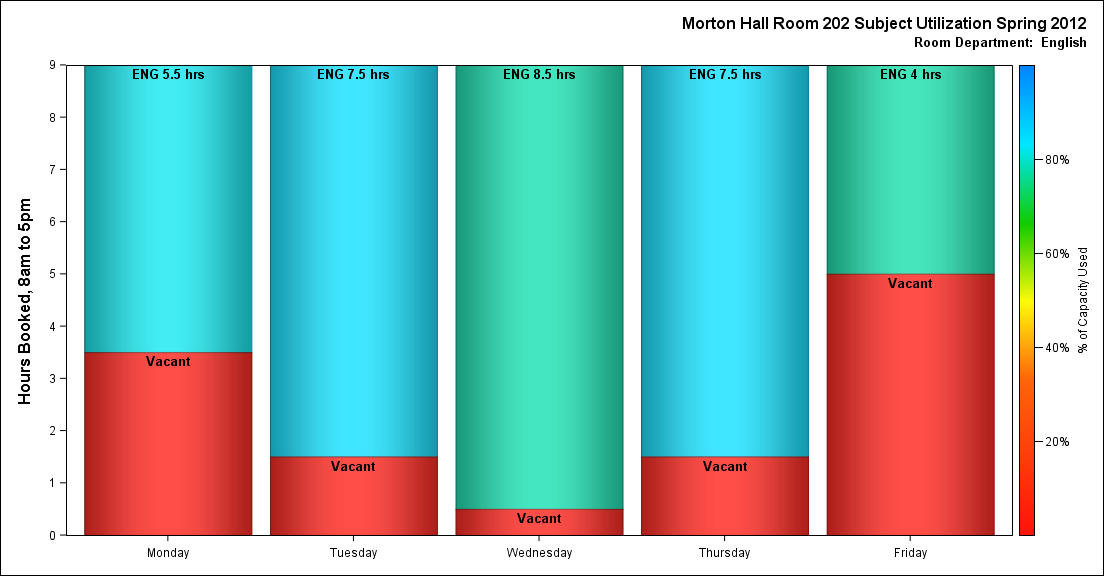 Morton Hall Room 202 Subject Utilization Spring 2012
Room Department:  English
Hours Booked, 8am to 5pm
9
8
7
6
5
4
3
2
1
0
ENG 5.5 hrs
Vacant
ENG 7.5 hrs
Vacant
ENG 8.5 hrs
Vacant
ENG 7.5 hrs
Vacant
ENG 4 hrs
Vacant
Monday
Tuesday
Wednesday
Thursday
Friday
80%
60%
40%
20%
% of Capacity Used